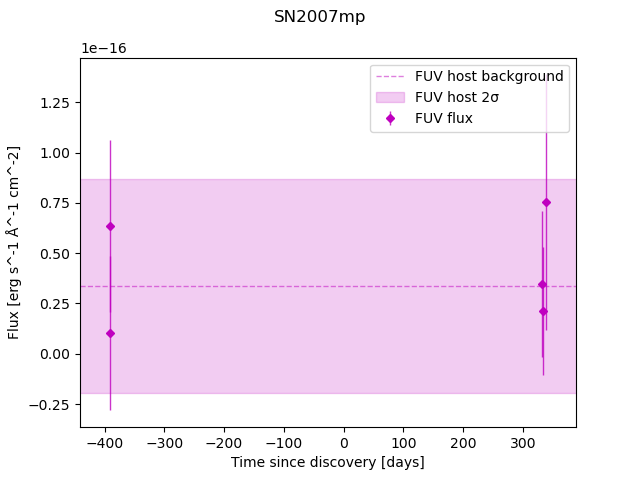 SN2007mp
1e−16
FUV host background
FUV host 2σ
FUV flux
1.25
1.00
0.75
0.50
0.25
0.00
−0.25
Flux [erg s^-1 Å^-1 cm^-2]
−400 −300 −200 −100 0 100 200 300
Time since discovery [days]